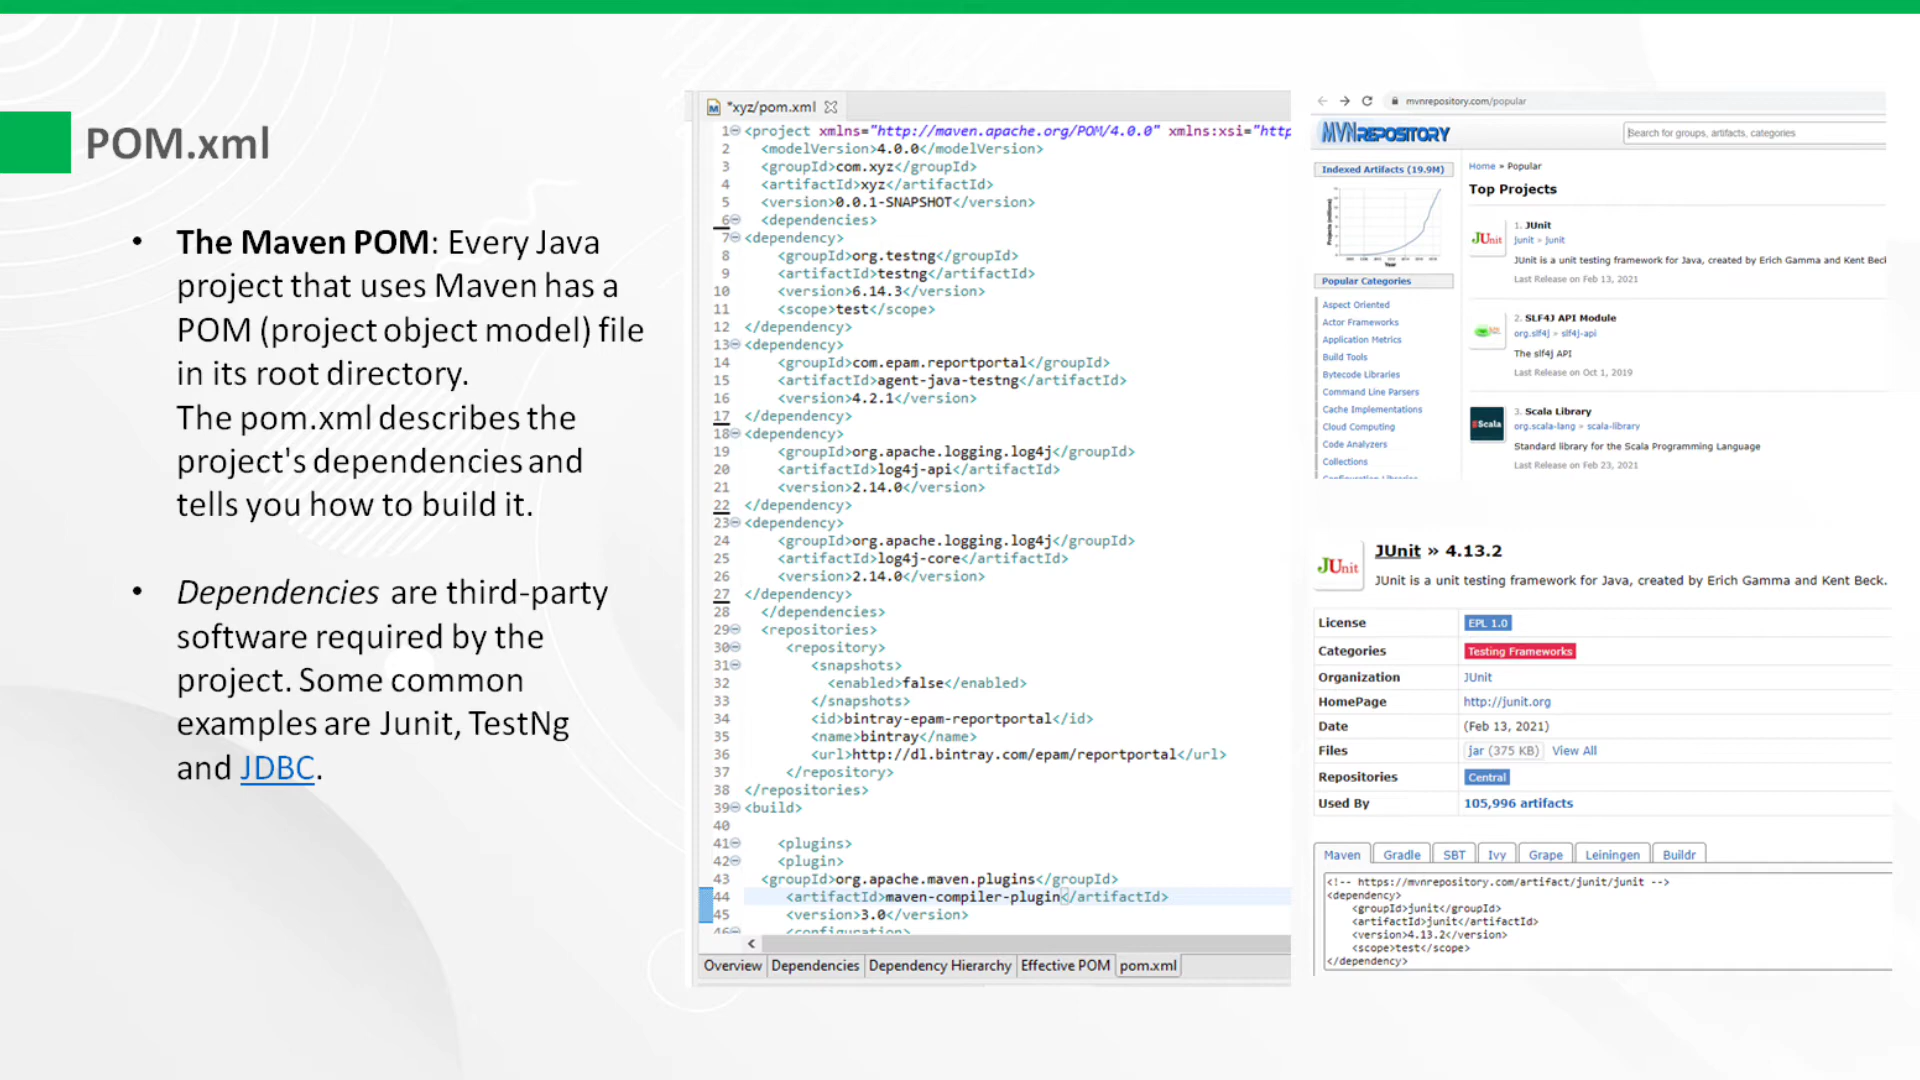 POM.xml
• The Maven POM: Every Java
project that uses Maven has a
POM (project object model) file
in its root directory.
The pom.xml describes the
project's dependencies and
tells you how to build it.
• Dependencies are third-party
software required by the
project. Some common
examples are Junit, TestNg
and JDBC.
*xyz/pom.xml
1 <project xmlns="http://maven.apache.org/POM/4.0.0" xmlns:xsi="http
2 <modelVersion>4.0.0</modelVersion>
3 <groupId>com.xyz</groupId>
4 <artifactId>xyz</artifactId>
5 <version>0.0.1-SNAPSHOT</version>
6 <dependencies>
7 <dependency>
8 <groupId>org.testng</groupId>
9 <artifactId>testng</artifactId>
10 <version>6.14.3</version>
11 <scope>test</scope>
12 </dependency>
13 <dependency>
14 <groupId>com.epam.reportportal</groupId>
15 <artifactId>agent-java-testng</artifactId>
16 <version>4.2.1</version>
17 </dependency>
18 <dependency>
19 <groupId>org.apache.logging.log4j</groupId>
20 <artifactId>log4j-api</artifactId>
21 <version>2.14.0</version>
22 </dependency>
23 <dependency>
24 <groupId>org.apache.logging.log4j</groupId>
25 <artifactId>log4j-core</artifactId>
26 <version>2.14.0</version>
27 </dependency>
28 </dependencies>
29 <repositories>
30 <repository>
31 <snapshots>
32 <enabled>false</enabled>
33 </snapshots>
34 <id>bintray-epam-reportportal</id>
35 <name>bintray</name>
36 <url>http://dl.bintray.com/epam/reportportal</url>
37 </repository>
38 </repositories>
39 <build>
40
41 <plugins>
42 <plugin>
43 <groupId>org.apache.maven.plugins</groupId>
44 <artifactId>maven-compiler-plugin</artifactId>
45 <version>3.0</version>
46 <configuration>
Overview Dependencies Dependency Hierarchy Effective POM pom.xml
mvnrepository.com/popular
MVNREPOSITORY
Search for groups, artifacts, categories
Indexed Artifacts (19.9M)
Projects (millions)
Year
Popular Categories
Aspect Oriented
Actor Frameworks
Application Metrics
Build Tools
Bytecode Libraries
Command Line Parsers
Cache Implementations
Cloud Computing
Code Analyzers
Collections
Configuration Libraries
Home » Popular
Top Projects
JUnit
1. JUnit
junit » junit
JUnit is a unit testing framework for Java, created by Erich Gamma and Kent Beck
Last Release on Feb 13, 2021
2. SLF4J API Module
org.slf4j » slf4j-api
The slf4j API
Last Release on Oct 1, 2019
Scala
3. Scala Library
org.scala-lang » scala-library
Standard library for the Scala Programming Language
Last Release on Feb 23, 2021
JUnit
JUnit » 4.13.2
JUnit is a unit testing framework for Java, created by Erich Gamma and Kent Beck.
License EPL 1.0
Categories Testing Frameworks
Organization JUnit
HomePage http://junit.org
Date (Feb 13, 2021)
Files jar (375 KB) View All
Repositories Central
Used By 105,996 artifacts
Maven Gradle SBT Ivy Grape Leiningen Buildr
<!-- https://mvnrepository.com/artifact/junit/junit -->
<dependency>
<groupId>junit</groupId>
<artifactId>junit</artifactId>
<version>4.13.2</version>
<scope>test</scope>
</dependency>